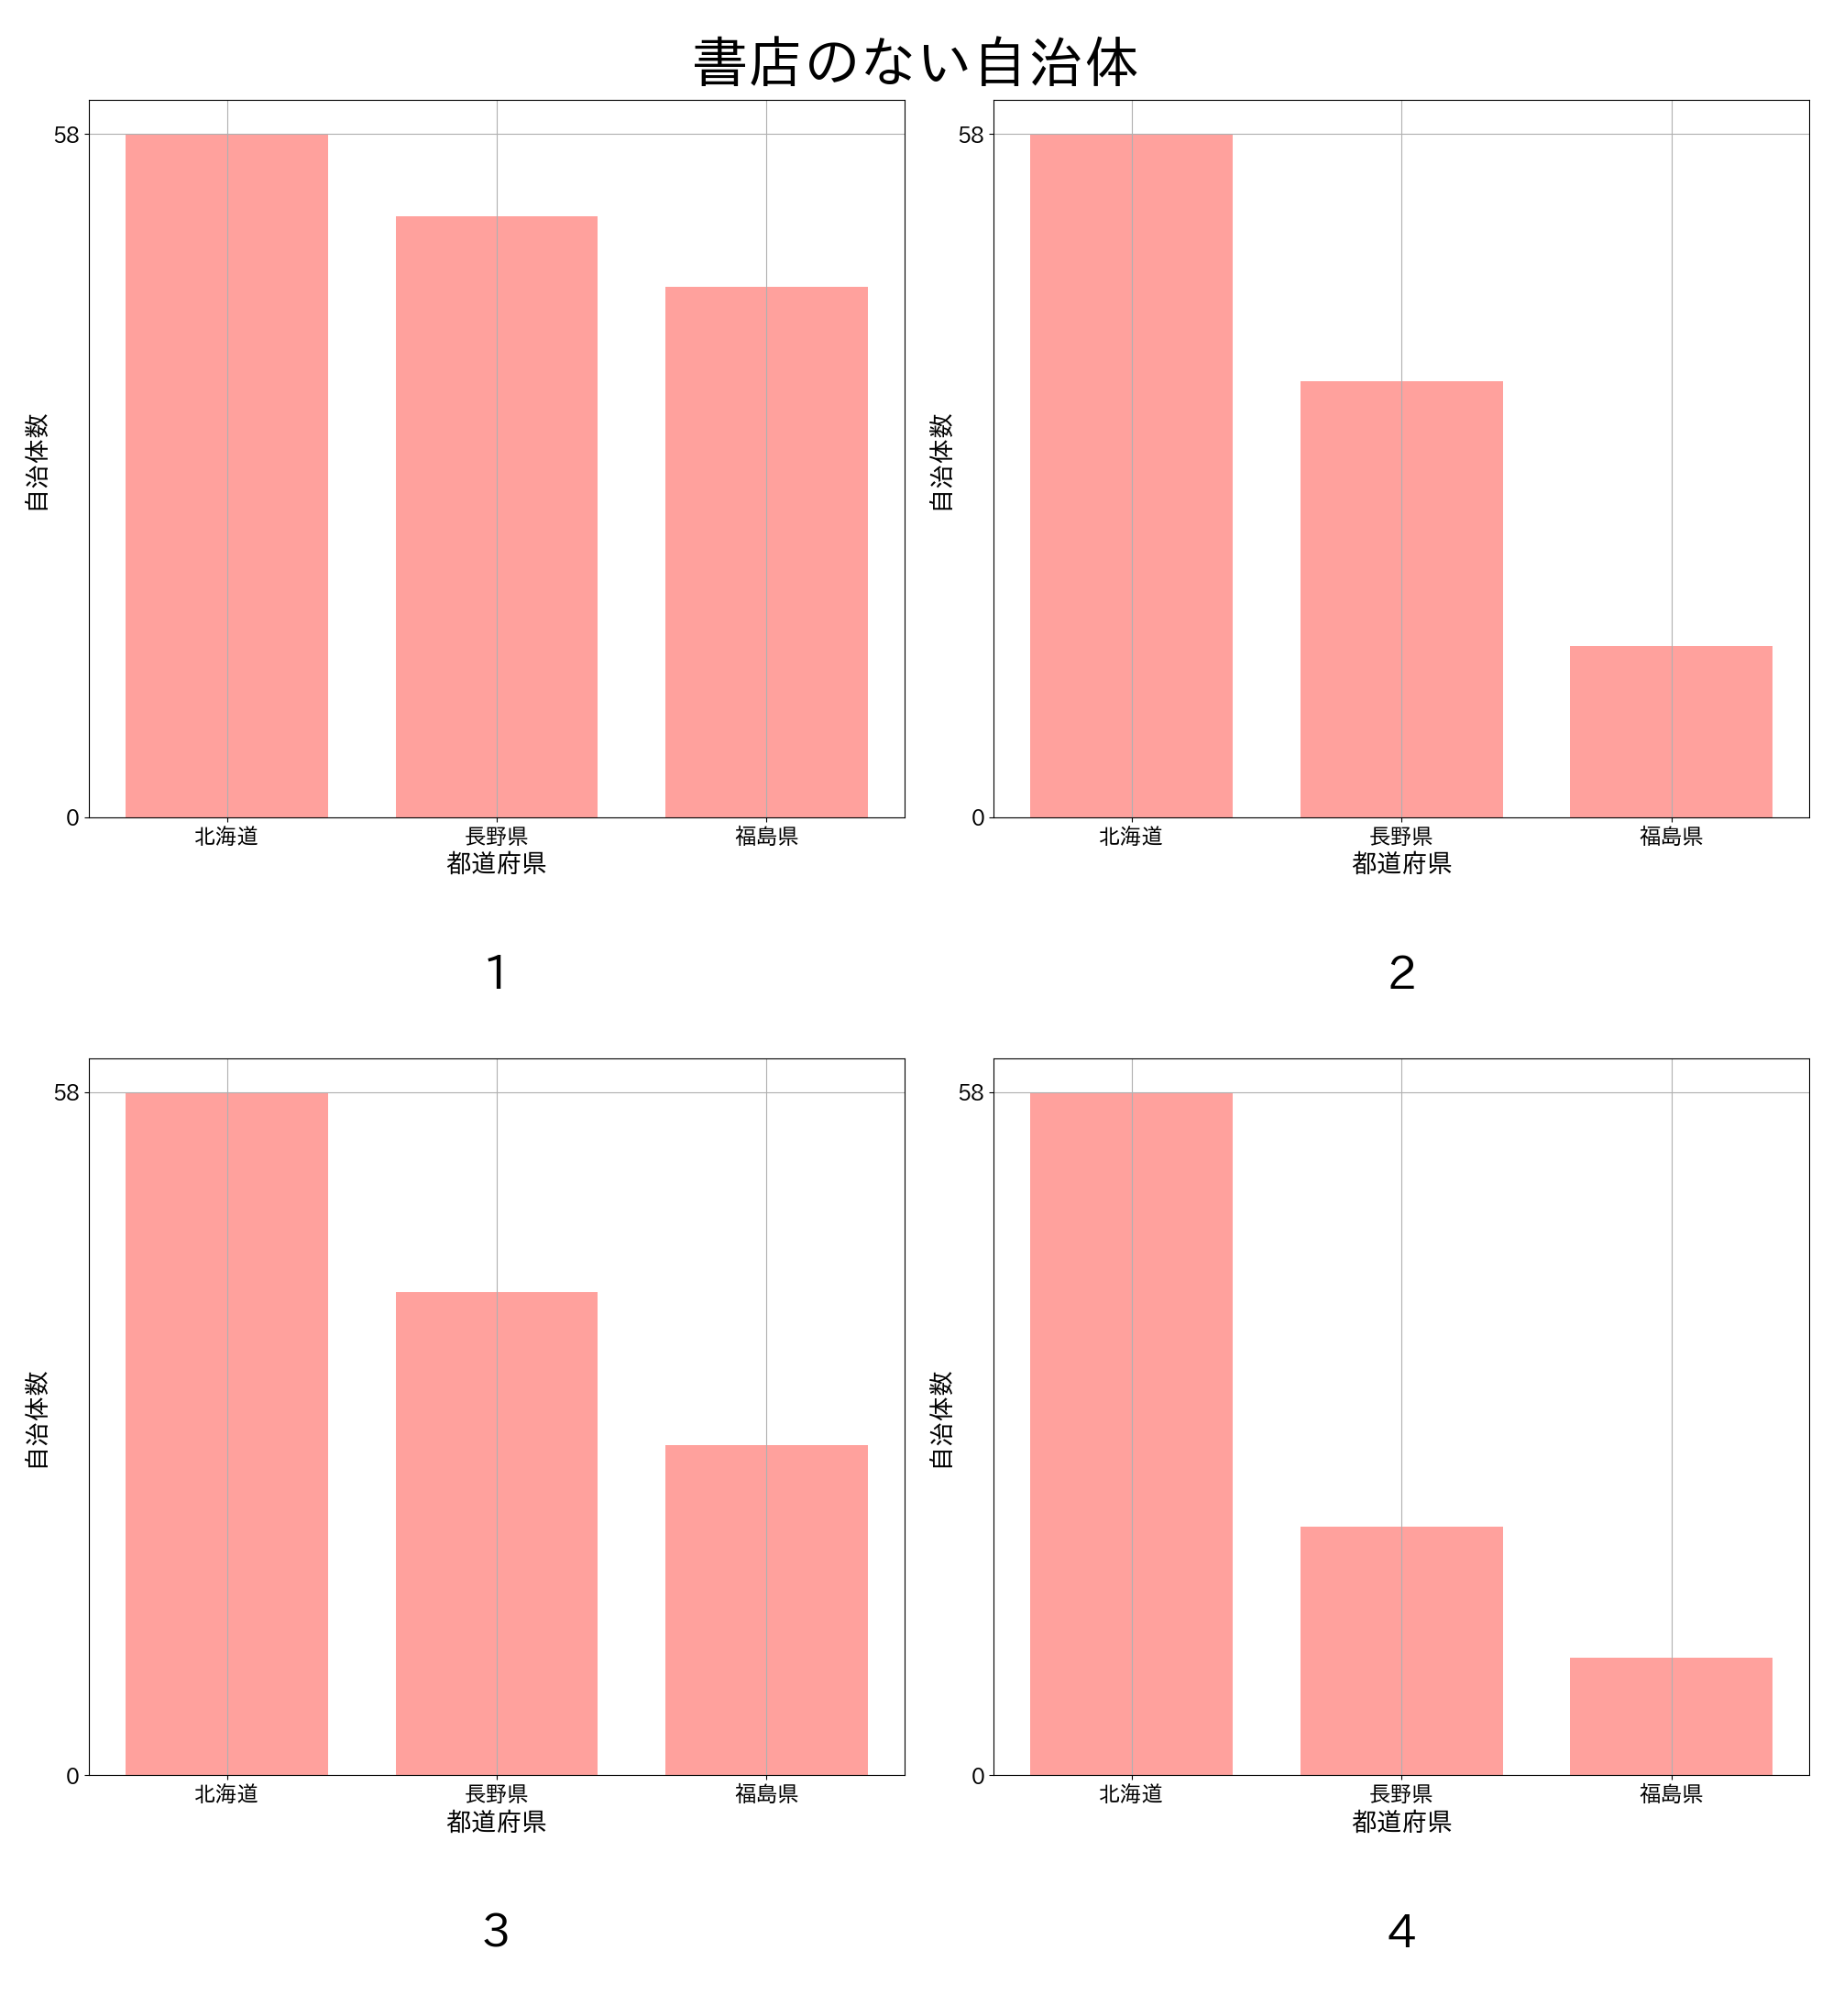 書店のない自治体
58
0
自治体数
北海道 長野県 福島県
都道府県
1
58
0
自治体数
北海道 長野県 福島県
都道府県
2
58
0
自治体数
北海道 長野県 福島県
都道府県
3
58
0
自治体数
北海道 長野県 福島県
都道府県
4